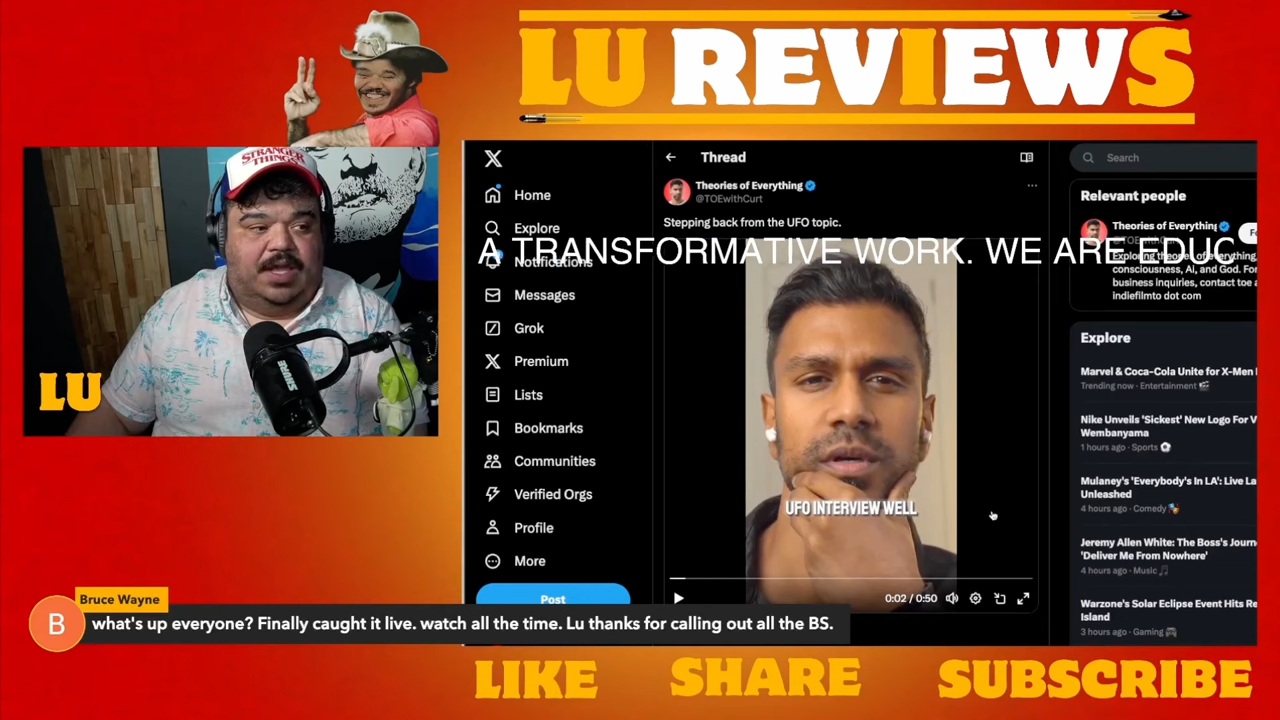 LU REVIEWS
STRANGER
THINGS
SHURE
LU
Home
Explore
Notifications
Messages
Grok
Premium
Lists
Bookmarks
Communities
Verified Orgs
Profile
More
Post
Thread
Theories of Everything
@TOEwithCurt
Stepping back from the UFO topic.
A TRANSFORMATIVE WORK. WE ARE EDUC
UFO INTERVIEW WELL
0:02 / 0:50
Search
Relevant people
Theories of Everything
Fo
Exploring theories of everything,
consciousness, Ai, and God. For
business inquiries, contact toe a
indiefilmto dot com
Explore
Marvel & Coca-Cola Unite for X-Men
Trending now · Entertainment
Nike Unveils 'Sickest' New Logo For V
Wembanyama
1 hours ago · Sports
Mulaney's 'Everybody's In LA': Live La
Unleashed
4 hours ago · Comedy
Jeremy Allen White: The Boss's Journ
'Deliver Me From Nowhere'
4 hours ago · Music
Warzone's Solar Eclipse Event Hits Re
Island
3 hours ago · Gaming
Bruce Wayne
B
what's up everyone? Finally caught it live. watch all the time. Lu thanks for calling out all the BS.
LIKE SHARE SUBSCRIBE